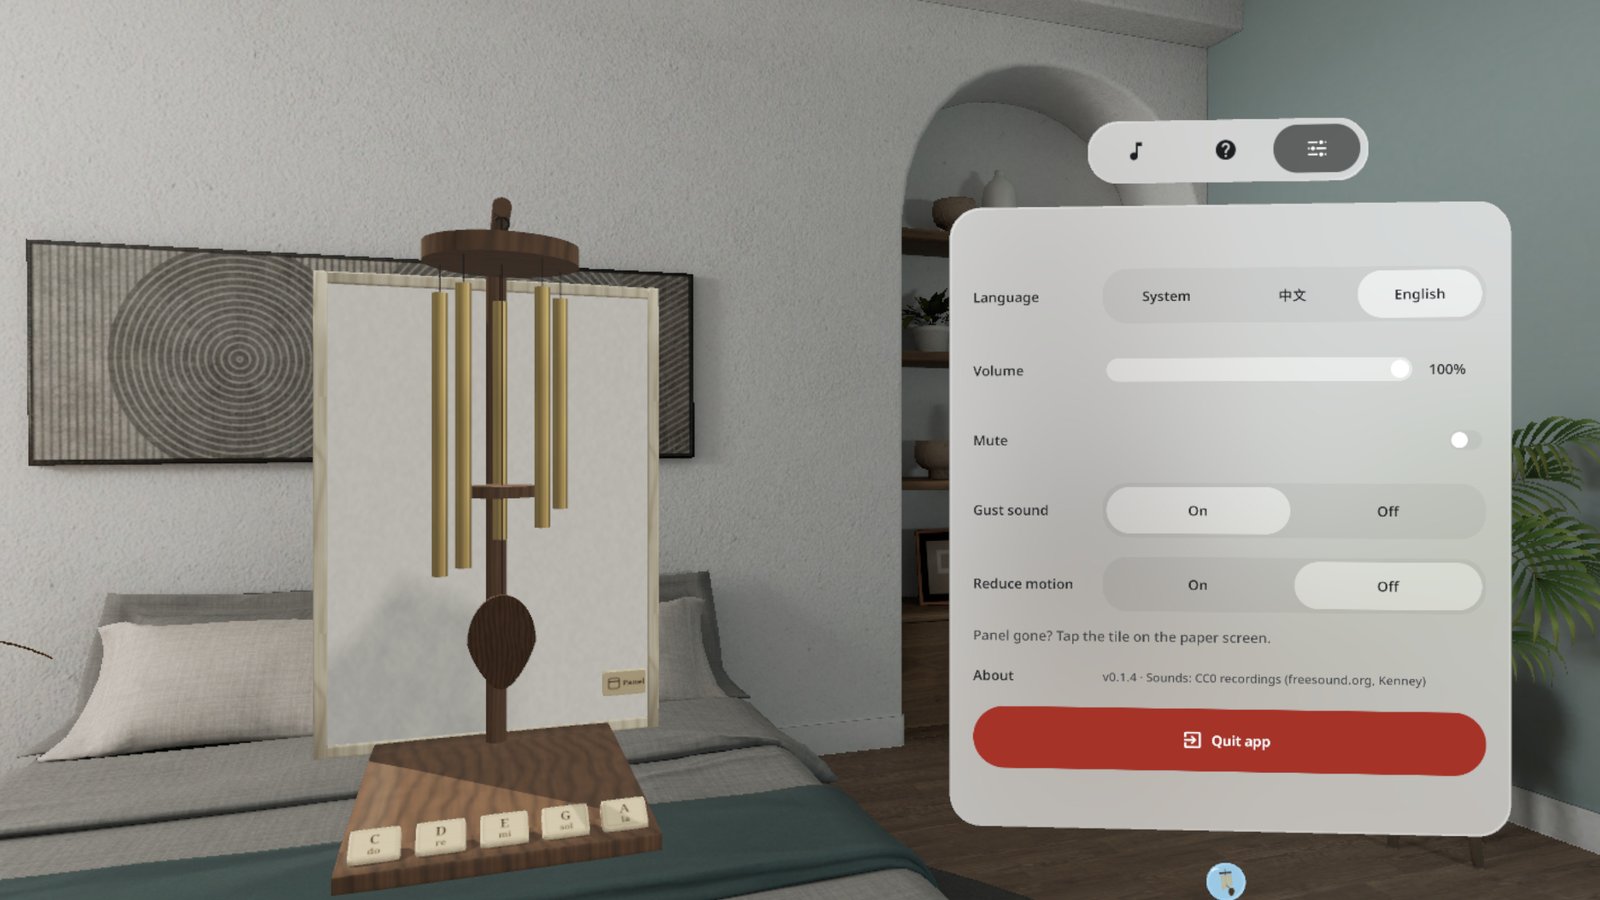 Language
System
中文
English
Volume
100%
Mute
Gust sound
On
Off
Reduce motion
On
Off
Panel gone? Tap the tile on the paper screen.
About
v0.1.4 · Sounds: CC0 recordings (freesound.org, Kenney)
Quit app
Panel
C
do
D
re
E
mi
G
sol
A
la